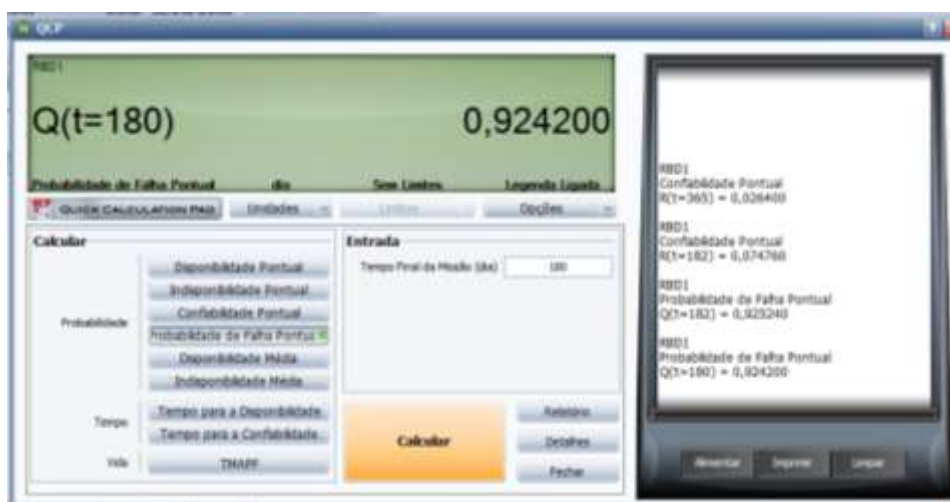 QCP
RBD1
Q(t=180) 0,924200
Probabilidade de Falha Pontual dia Sem Limites Legenda Ligada
QUICK CALCULATION PAD Unidades Limites Opções
Calcular
Probabilidade
Disponibilidade Pontual
Indisponibilidade Pontual
Confiabilidade Pontual
Probabilidade de Falha Pontua
Disponibilidade Média
Indisponibilidade Média
Tempo
Tempo para a Disponibilidade
Tempo para a Confiabilidade
Vida
TMAPF
Entrada
Tempo Final da Missão (dia) 180
Calcular
Relatório
Detalhes
Fechar
RBD1
Confiabilidade Pontual
R(t=365) = 0,026400
RBD1
Confiabilidade Pontual
R(t=182) = 0,074760
RBD1
Probabilidade de Falha Pontual
Q(t=182) = 0,925240
RBD1
Probabilidade de Falha Pontual
Q(t=180) = 0,924200
Alimentar Imprimir Limpar